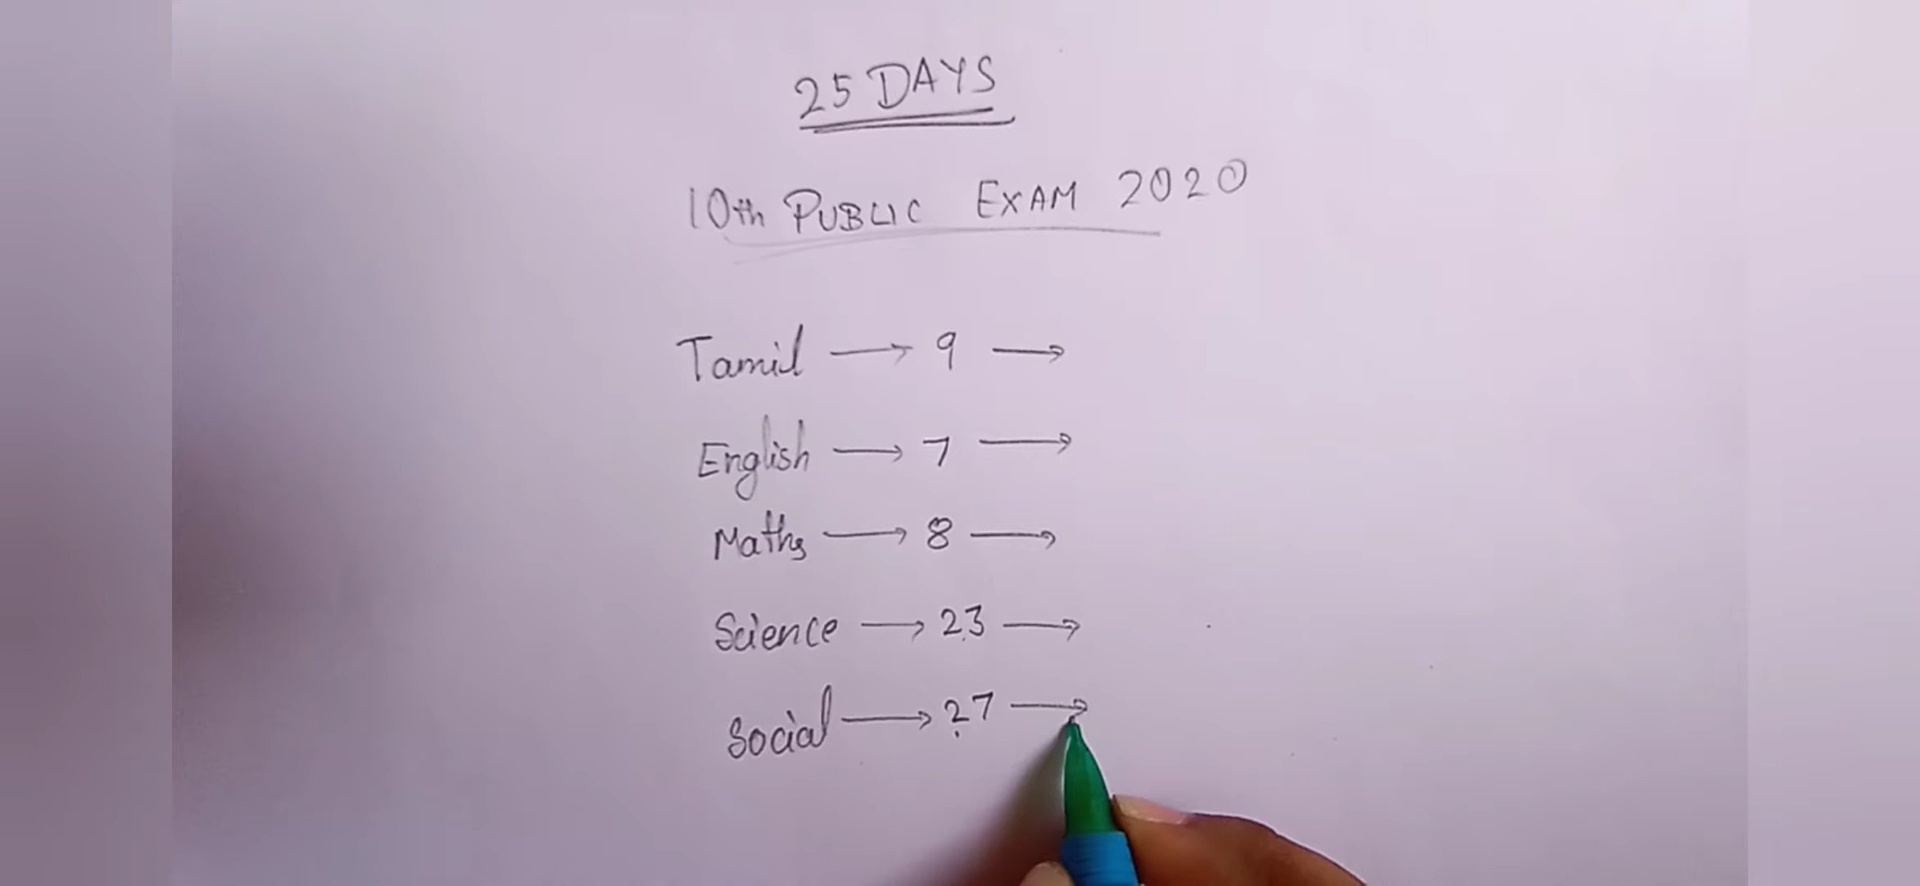 25 DAYS
10th PUBLIC EXAM 2020
Tamil → 9 →
English → 7 →
Maths → 8 →
Science → 23 →
Social → 27 →